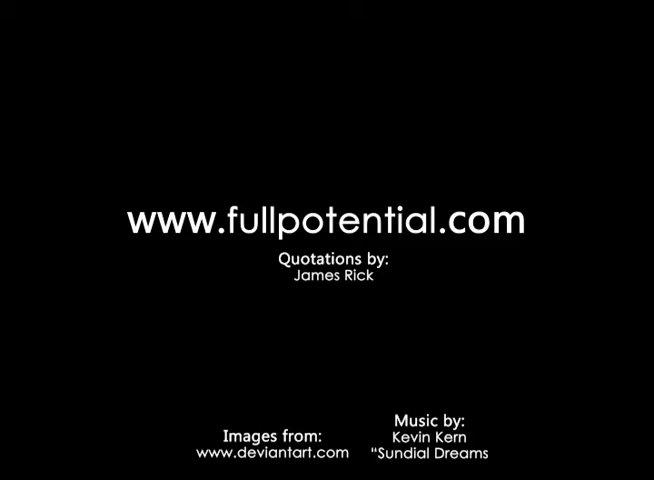 www.fullpotential.com
Quotations by:
James Rick
Images from:
www.deviantart.com
Music by:
Kevin Kern
“Sundial Dreams